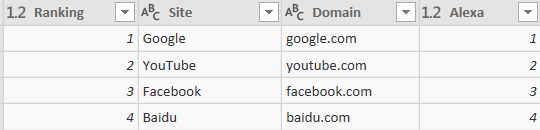 1.2 Ranking ABC Site ABC Domain 1.2 Alexa
1 Google google.com 1
2 YouTube youtube.com 2
3 Facebook facebook.com 3
4 Baidu baidu.com 4